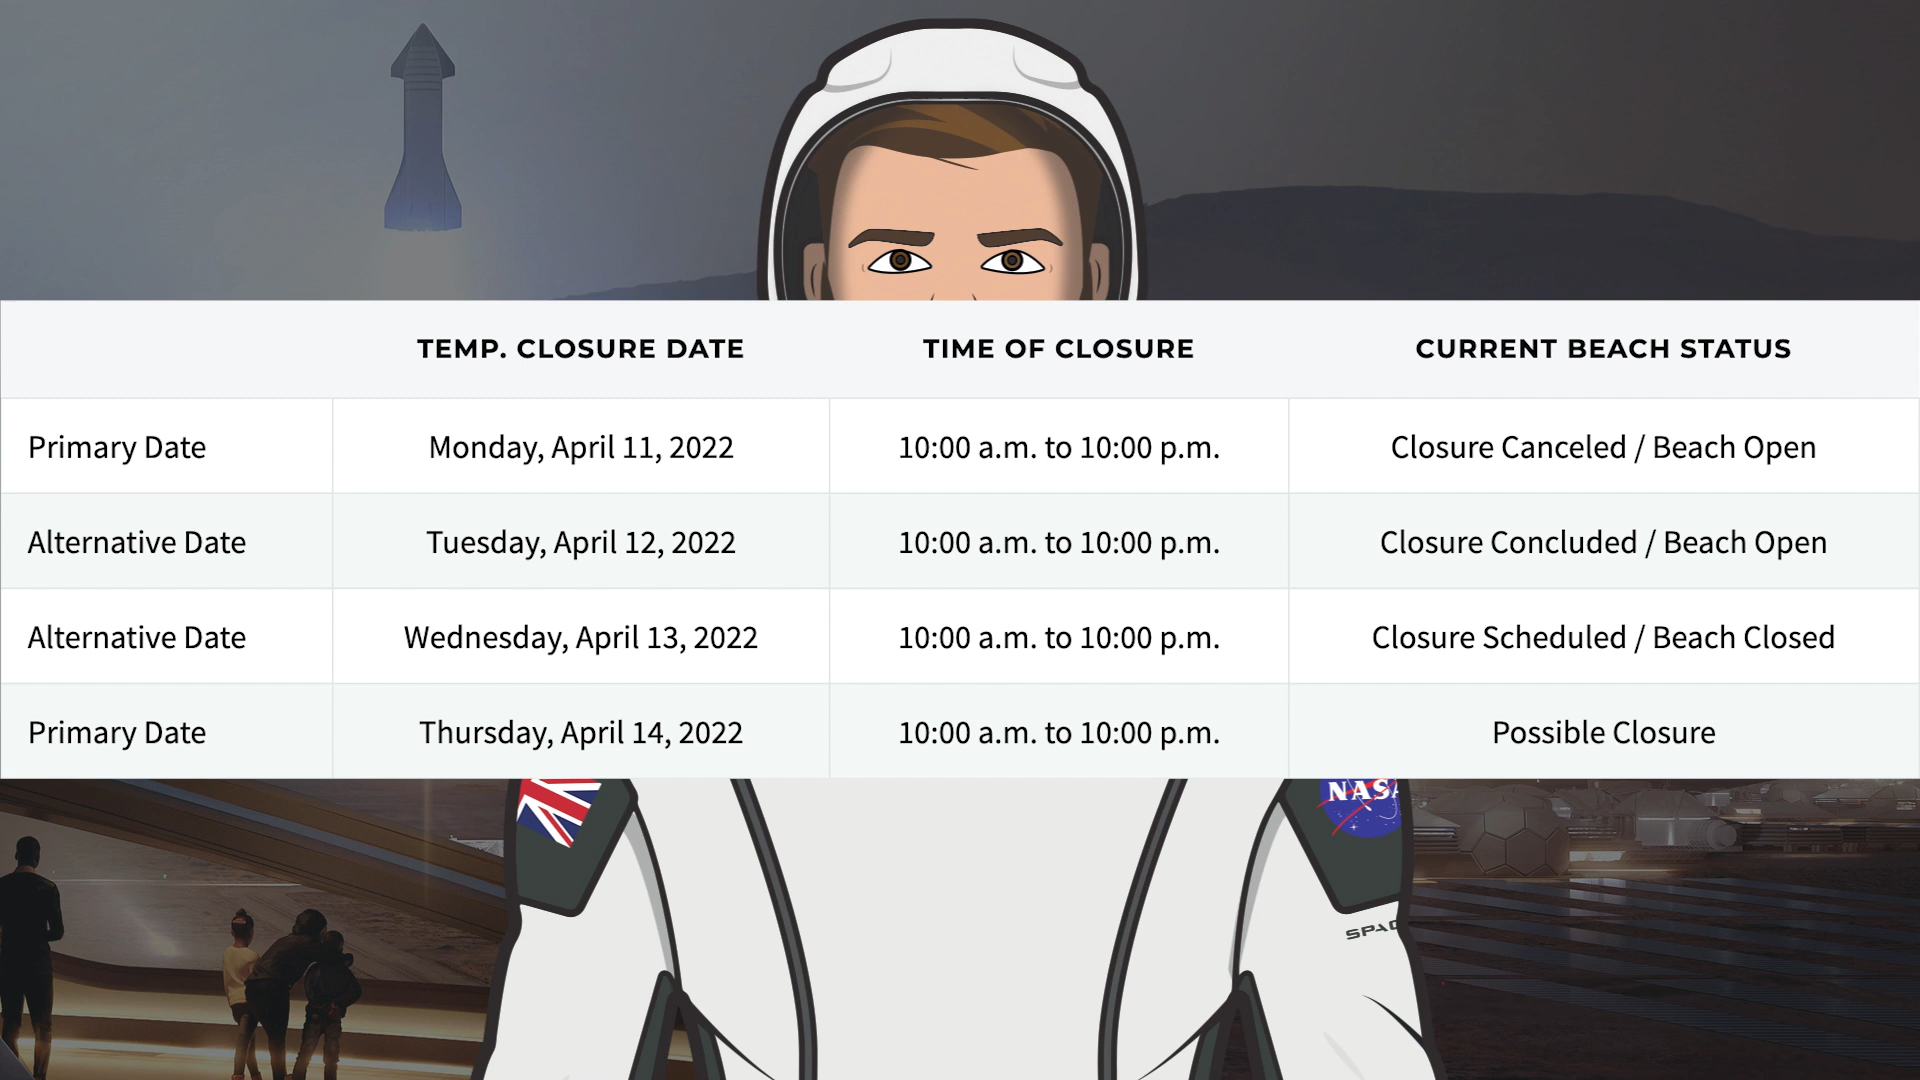 TEMP. CLOSURE DATE TIME OF CLOSURE CURRENT BEACH STATUS
Primary Date Monday, April 11, 2022 10:00 a.m. to 10:00 p.m. Closure Canceled / Beach Open
Alternative Date Tuesday, April 12, 2022 10:00 a.m. to 10:00 p.m. Closure Concluded / Beach Open
Alternative Date Wednesday, April 13, 2022 10:00 a.m. to 10:00 p.m. Closure Scheduled / Beach Closed
Primary Date Thursday, April 14, 2022 10:00 a.m. to 10:00 p.m. Possible Closure
NASA
SPAC